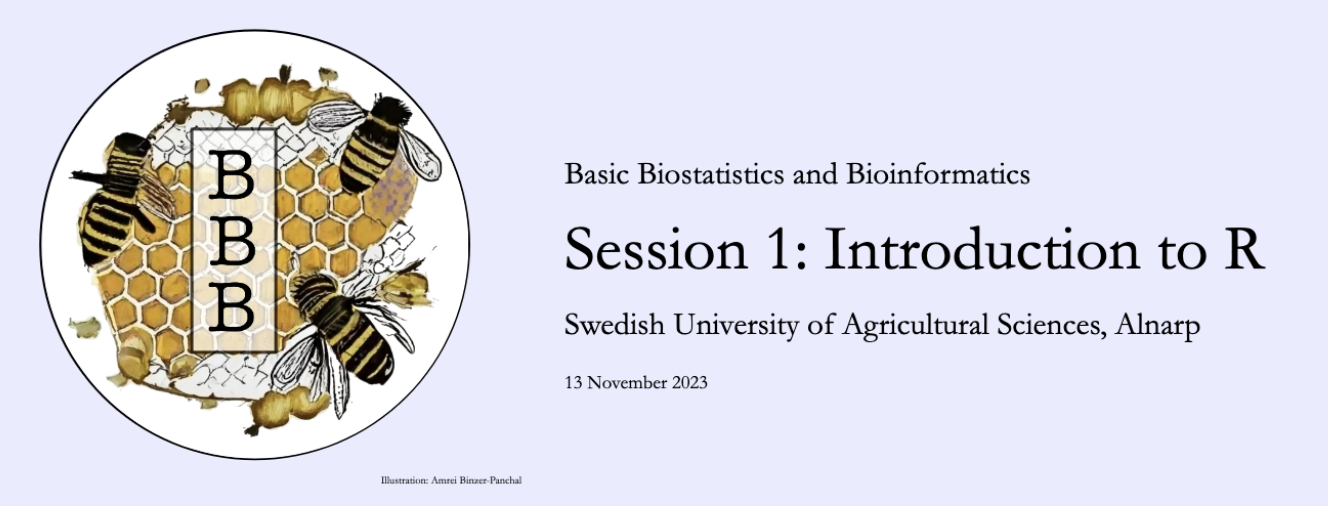 B
B
B
Basic Biostatistics and Bioinformatics
Session 1: Introduction to R
Swedish University of Agricultural Sciences, Alnarp
13 November 2023
Illustration: Amrei Binzer-Panchal